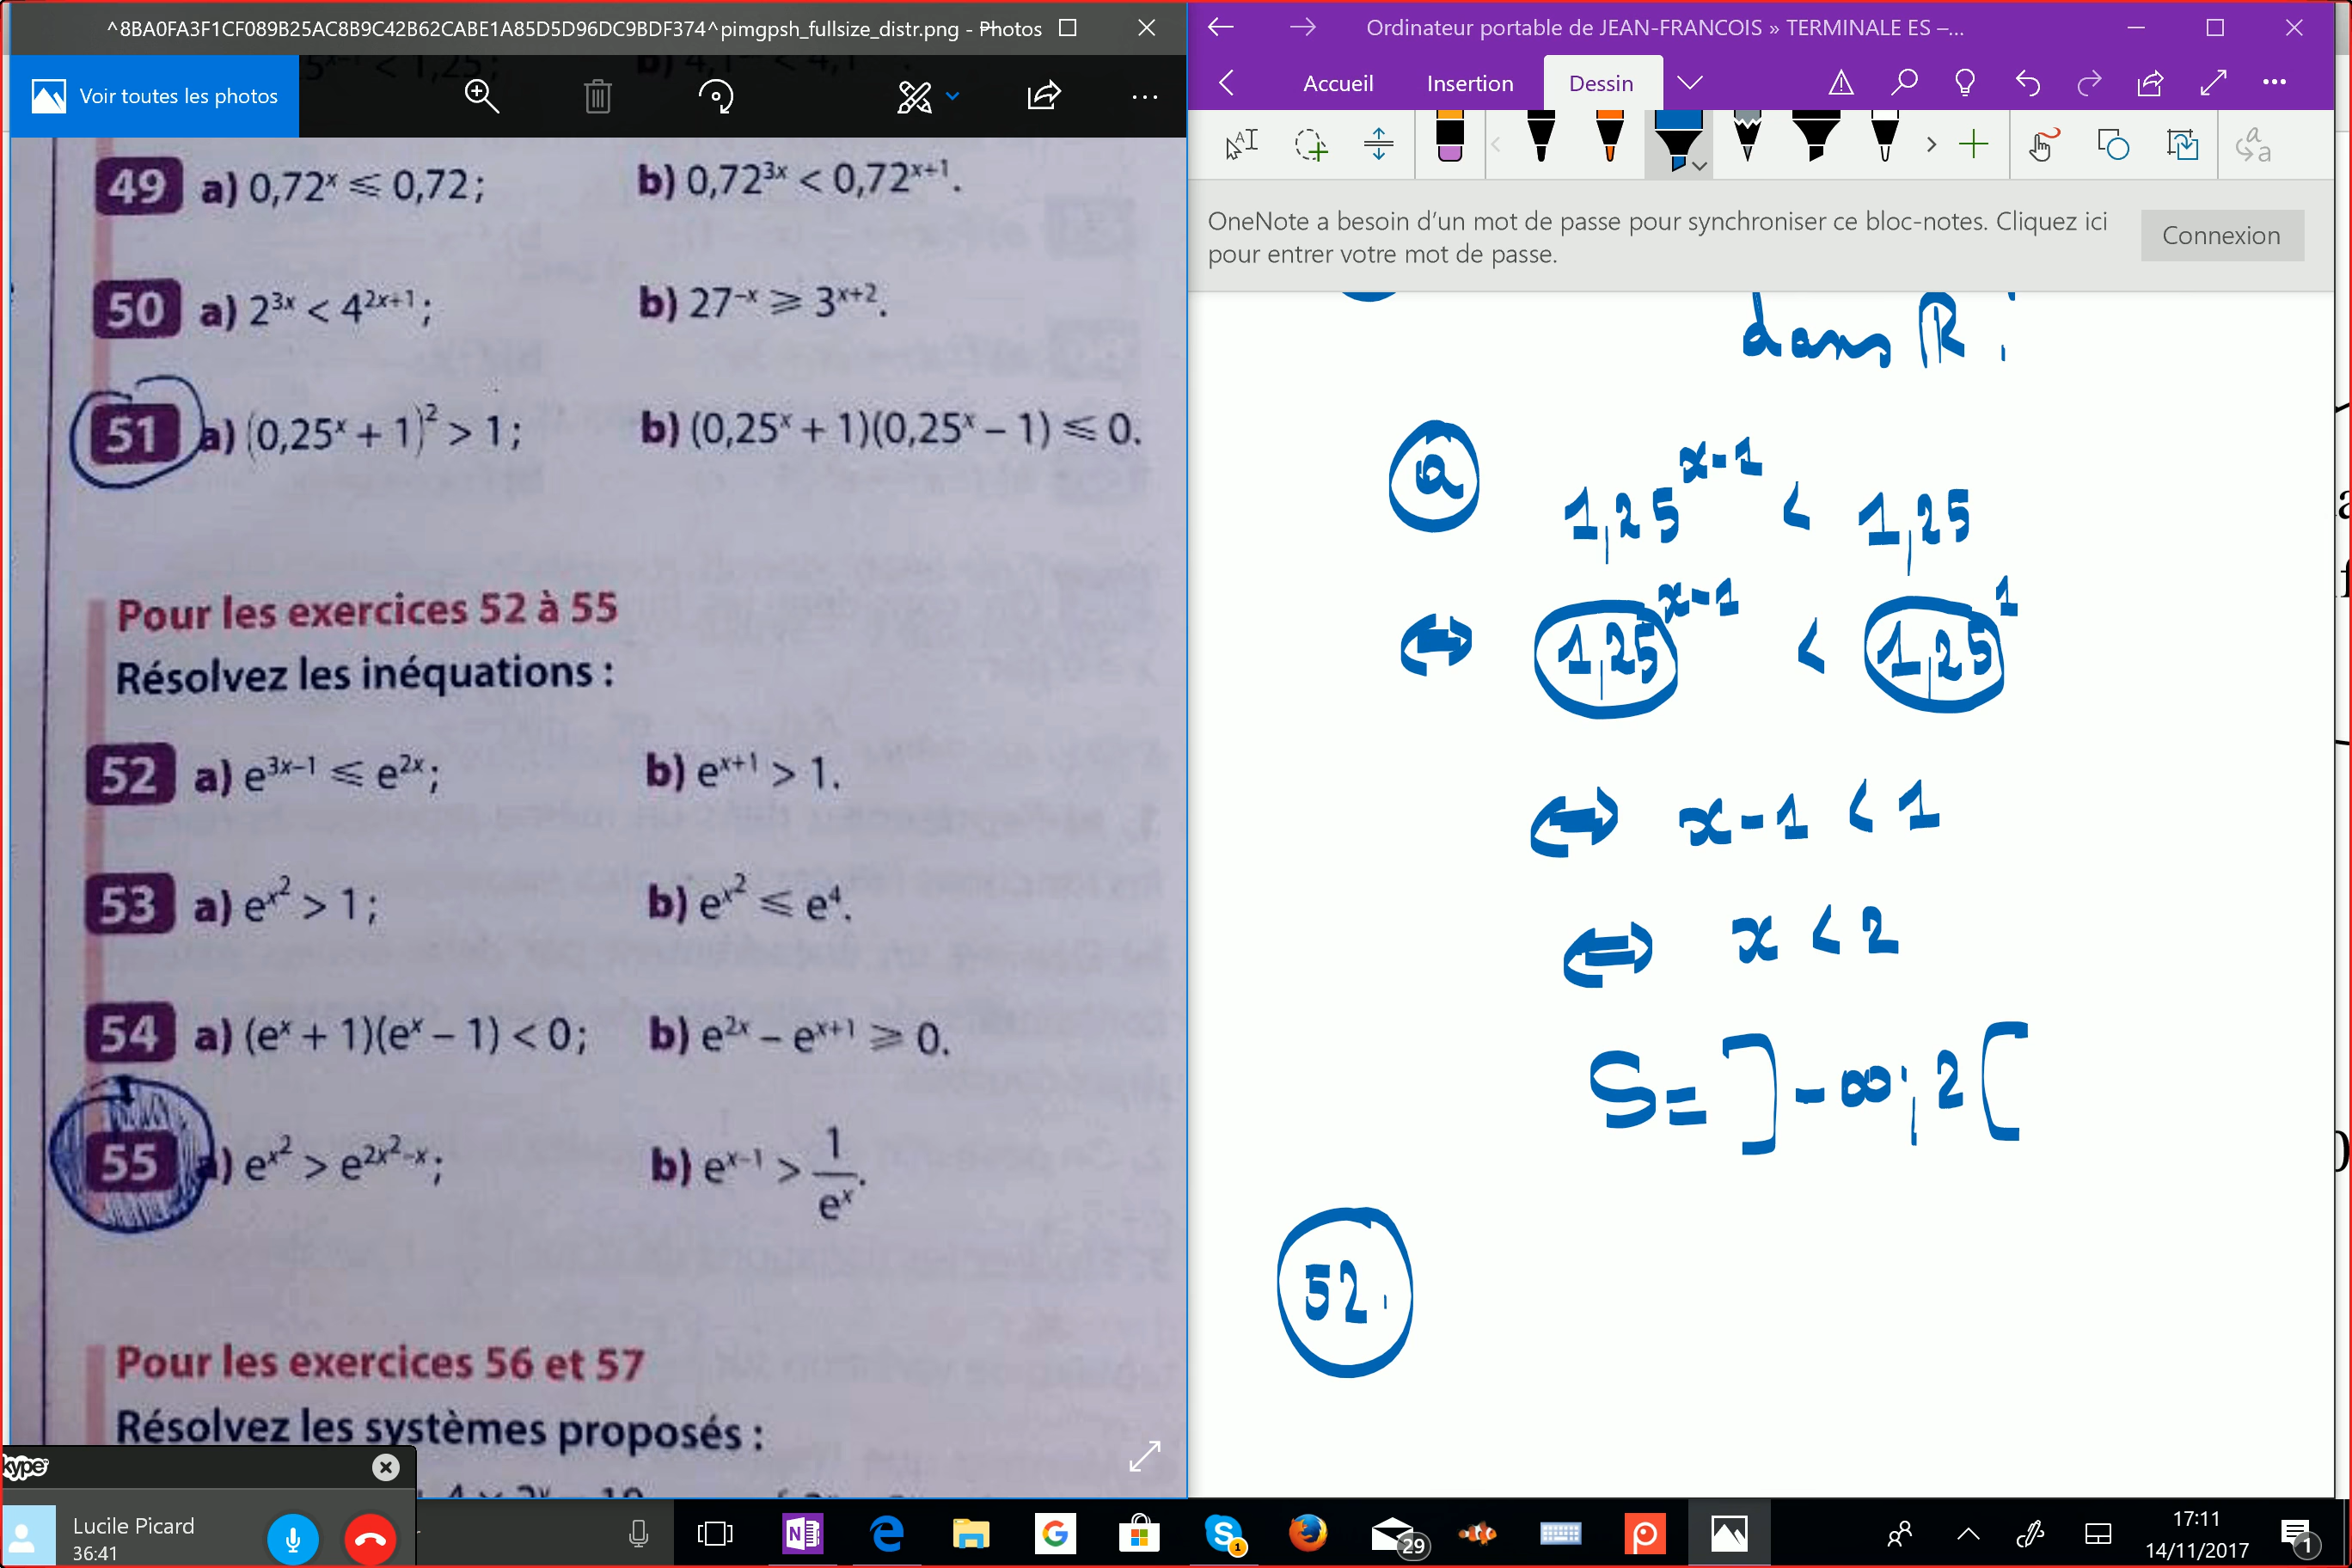 ^8BA0FA3F1CF089B25AC8B9C42B62CABE1A85D5D96DC9BDF374^pimgpsh_fullsize_distr.png - Photos
Voir toutes les photos
49 a) 0,72ˣ ⩽ 0,72 ; b) 0,72³ˣ < 0,72ˣ⁺¹.
50 a) 2³ˣ < 4²ˣ⁺¹ ; b) 27⁻ˣ ⩾ 3ˣ⁺².
51 a) (0,25ˣ + 1)² > 1 ; b) (0,25ˣ + 1)(0,25ˣ – 1) ⩽ 0.
Pour les exercices 52 à 55
Résolvez les inéquations :
52 a) e³ˣ⁻¹ ⩽ e²ˣ ; b) eˣ⁺¹ > 1.
53 a) e^x² > 1 ; b) e^x² ⩽ e⁴.
54 a) (eˣ + 1)(eˣ – 1) < 0 ; b) e²ˣ – eˣ⁺¹ ⩾ 0.
55 a) e^x² > e^2x²–x ; b) eˣ⁻¹ > 1/eˣ.
Pour les exercices 56 et 57
Résolvez les systèmes proposés :
Lucile Picard
36:41
Ordinateur portable de JEAN-FRANCOIS » TERMINALE ES –...
Accueil Insertion Dessin
OneNote a besoin d’un mot de passe pour synchroniser ce bloc-notes. Cliquez ici
pour entrer votre mot de passe.
Connexion
dans ℝ :
a 1,25ˣ⁻¹ < 1,25
⇔ 1,25ˣ⁻¹ < 1,25¹
⇔ x - 1 < 1
⇔ x < 2
S = ]-∞; 2[
52.
29
17:11
14/11/2017
1